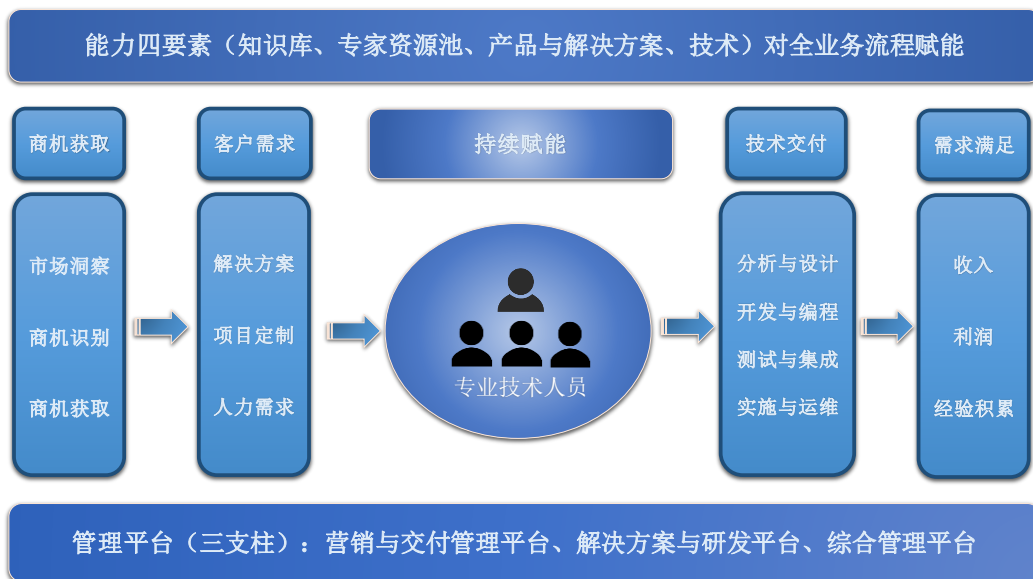 能力四要素（知识库、专家资源池、产品与解决方案、技术）对全业务流程赋能
商机获取
客户需求
持续赋能
技术交付
需求满足
市场洞察
商机识别
商机获取
解决方案
项目定制
人力需求
专业技术人员
分析与设计
开发与编程
测试与集成
实施与运维
收入
利润
经验积累
管理平台（三支柱）：营销与交付管理平台、解决方案与研发平台、综合管理平台